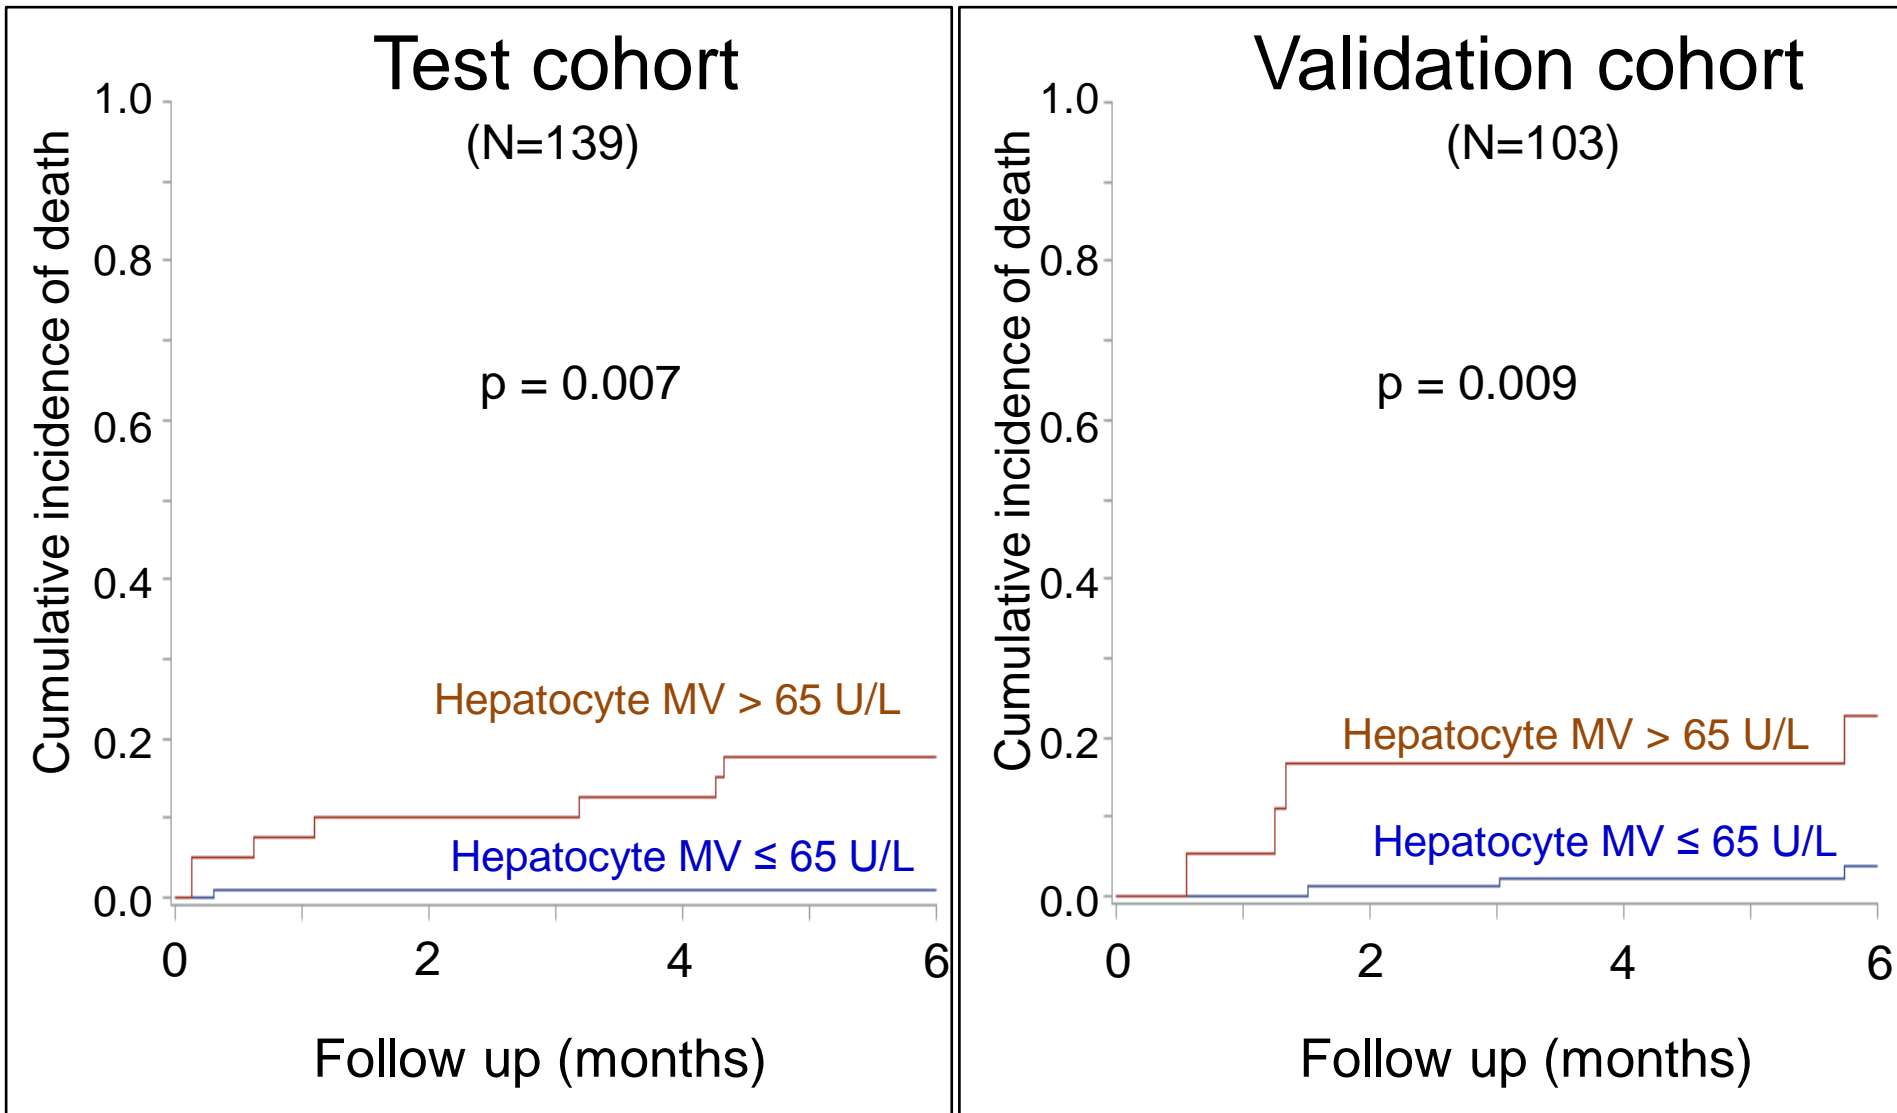 Test cohort
(N=139)
Cumulative incidence of death
1.0
0.8
0.6
0.4
0.2
0.0
p = 0.007
Hepatocyte MV > 65 U/L
Hepatocyte MV ≤ 65 U/L
0 2 4 6
Follow up (months)
Validation cohort
(N=103)
Cumulative incidence of death
1.0
0.8
0.6
0.4
0.2
0.0
p = 0.009
Hepatocyte MV > 65 U/L
Hepatocyte MV ≤ 65 U/L
0 2 4 6
Follow up (months)